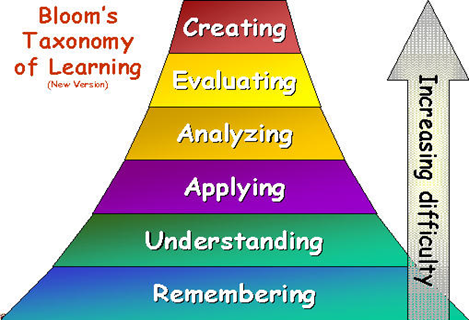 Bloom's
Taxonomy
of Learning
(New Version)
Creating
Evaluating
Analyzing
Applying
Understanding
Remembering
Increasing difficulty